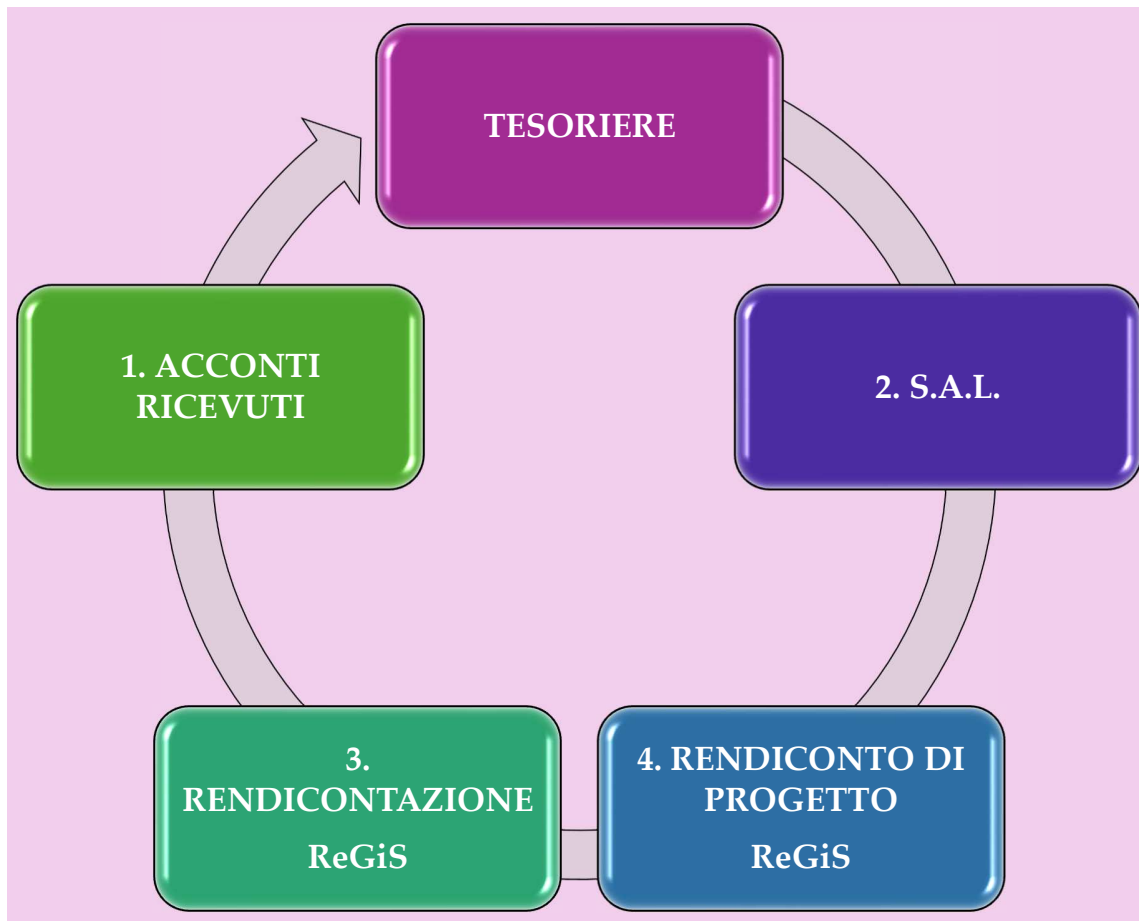 TESORIERE
1. ACCONTI
RICEVUTI
2. S.A.L.
3.
RENDICONTAZIONE
ReGiS
4. RENDICONTO DI
PROGETTO
ReGiS